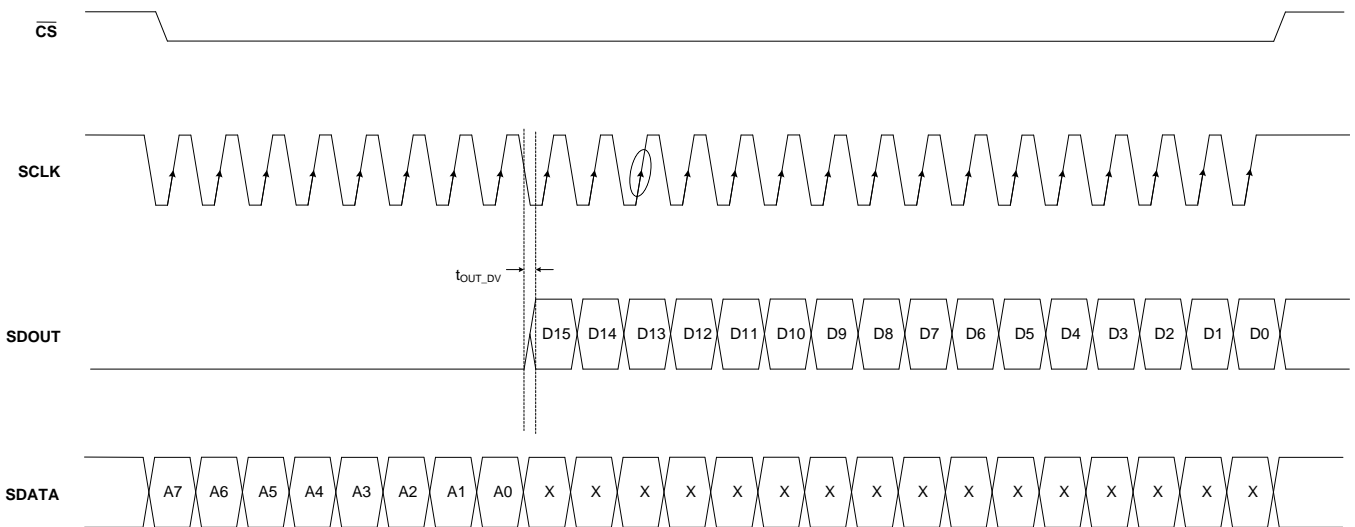 CS
SCLK
t_OUT_DV
SDOUT D15 D14 D13 D12 D11 D10 D9 D8 D7 D6 D5 D4 D3 D2 D1 D0
SDATA A7 A6 A5 A4 A3 A2 A1 A0 X X X X X X X X X X X X X X X X